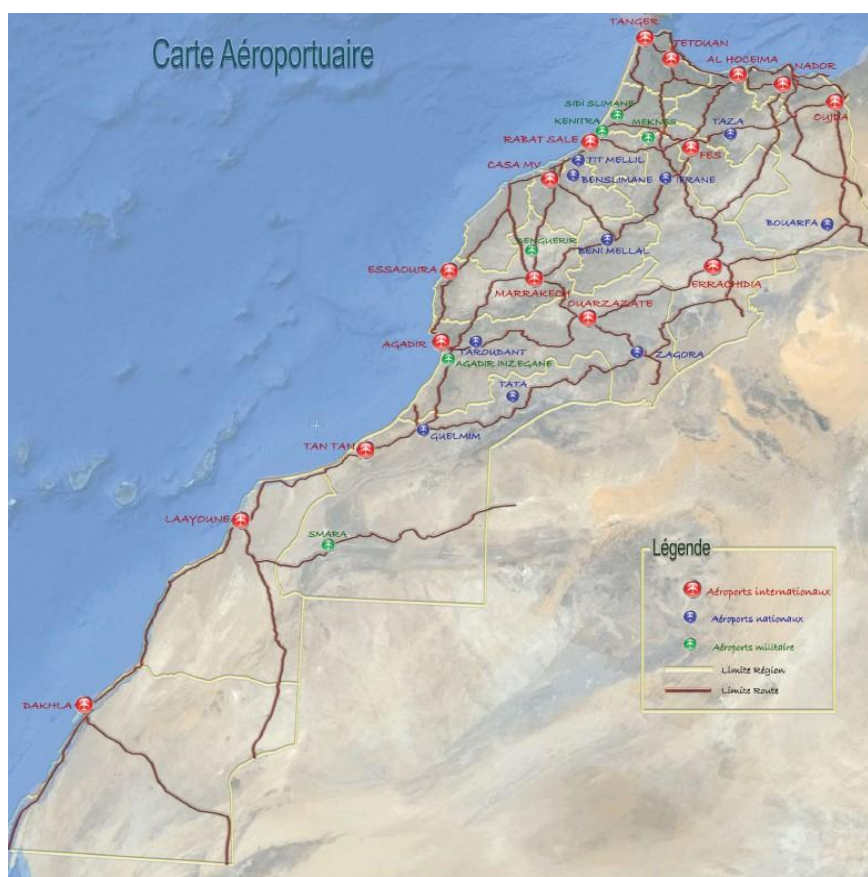 Carte Aéroportuaire
TANGER
TETOUAN
AL HOCEIMA
NADOR
OUJDA
SIDI SLIMANE
KENITRA
MEKNES
TAZA
RABAT SALE
FES
CASA MV
TIT MELLIL
BENSLIMANE
IFRANE
BOUARFA
BENGUERIR
BENI MELLAL
ESSAOUIRA
MARRAKECH
ERRACHIDIA
OUARZAZATE
AGADIR
TAROUDANT
AGADIR INZEGANE
ZAGORA
TATA
GUELMIM
TAN TAN
LAAYOUNE
SMARA
DAKHLA
Légende
Aéroports internationaux
Aéroports nationaux
Aéroports militaire
Limite Région
Limite Route